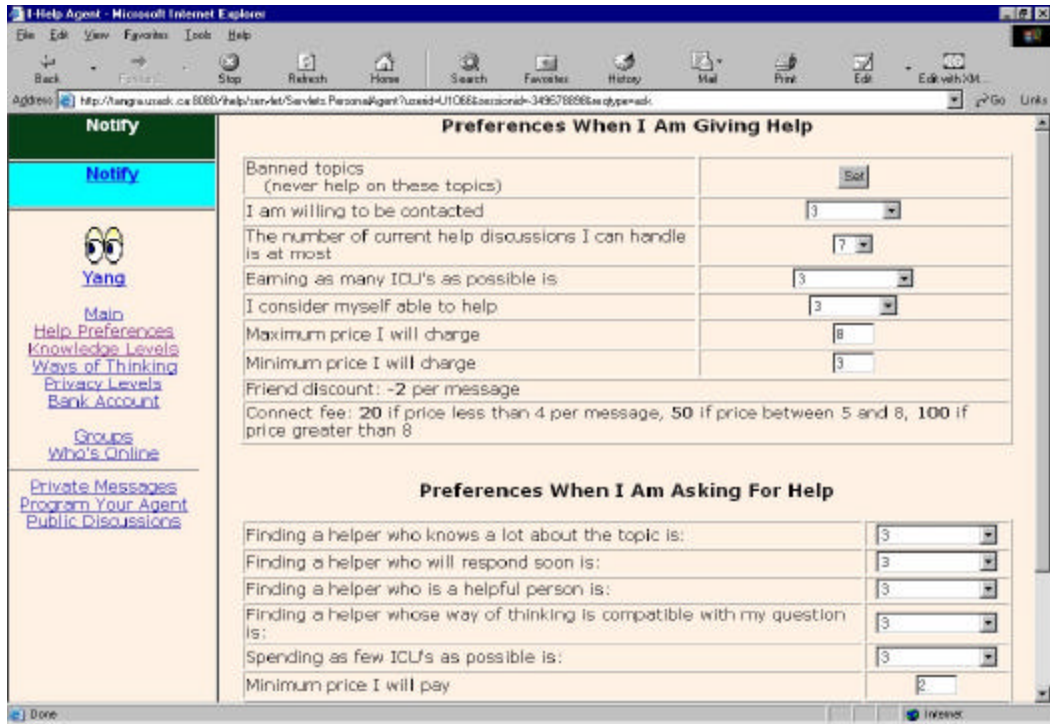 I-Help Agent - Microsoft Internet Explorer
File Edit View Favorites Tools Help
Back Stop Refresh Home Search Favorites History Mail Print Edit
Address Go Links
Notify
Notify
Yang
Main
Help Preferences
Knowledge Levels
Ways of Thinking
Privacy Levels
Bank Account
Groups
Who's Online
Private Messages
Program Your Agent
Public Discussions
Preferences When I Am Giving Help
Banned topics Set
(never help on these topics)
I am willing to be contacted 3
The number of current help discussions I can handle 7
is at most
Earning as many ICU's as possible is 3
I consider myself able to help 3
Maximum price I will charge 8
Minimum price I will charge 3
Friend discount: -2 per message
Connect fee: 20 if price less than 4 per message, 50 if price between 5 and 8, 100 if
price greater than 8
Preferences When I Am Asking For Help
Finding a helper who knows a lot about the topic is: 3
Finding a helper who will respond soon is: 3
Finding a helper who is a helpful person is: 3
Finding a helper whose way of thinking is compatible with my question 3
is:
Spending as few ICU's as possible is: 3
Minimum price I will pay 2
Done Internet